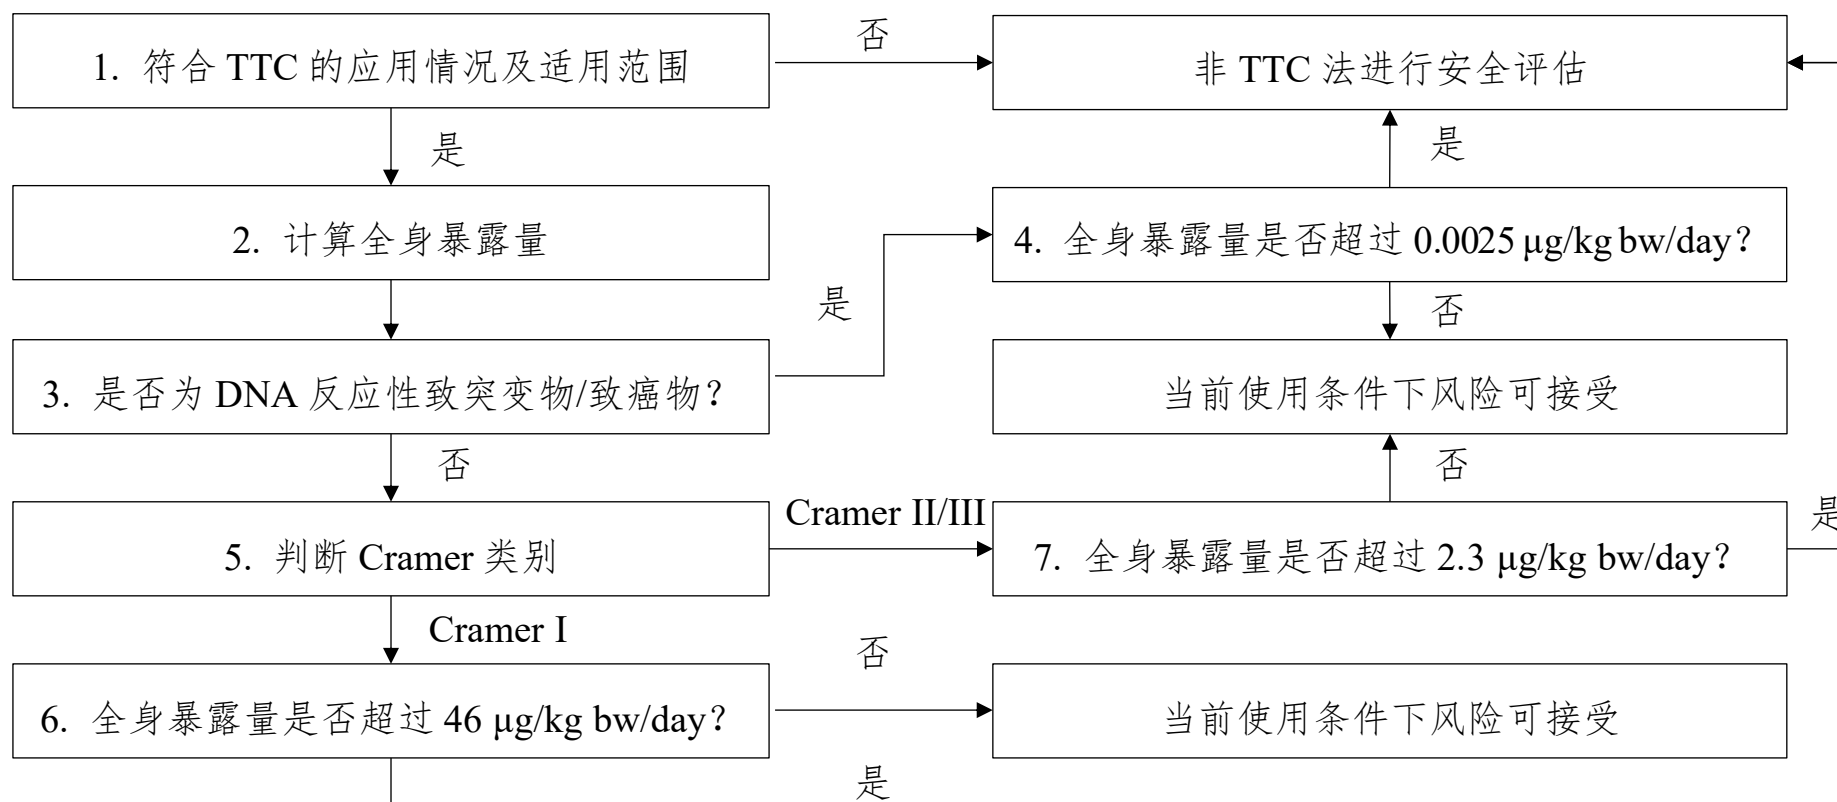 1. 符合 TTC 的应用情况及适用范围
否
非 TTC 法进行安全评估
是
是
2. 计算全身暴露量
4. 全身暴露量是否超过 0.0025 μg/kg bw/day？
是
否
3. 是否为 DNA 反应性致突变物/致癌物？
当前使用条件下风险可接受
否
否
Cramer II/III
是
5. 判断 Cramer 类别
7. 全身暴露量是否超过 2.3 μg/kg bw/day？
Cramer I
否
6. 全身暴露量是否超过 46 μg/kg bw/day？
当前使用条件下风险可接受
是